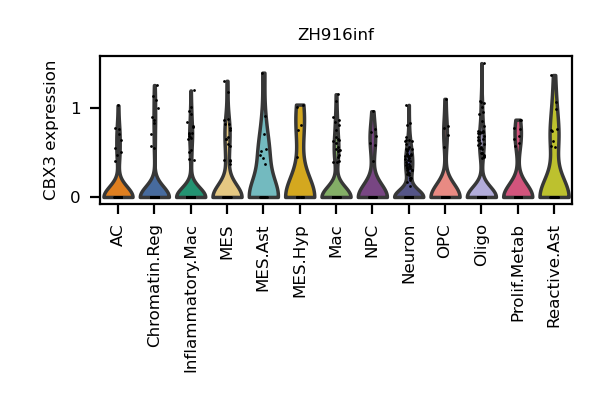 ZH916inf
CBX3 expression
1
0
AC
Chromatin.Reg
Inflammatory.Mac
MES
MES.Ast
MES.Hyp
Mac
NPC
Neuron
OPC
Oligo
Prolif.Metab
Reactive.Ast